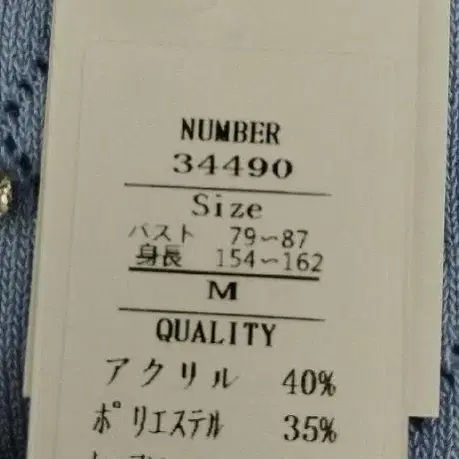 NUMBER
34490
Size
バスト 79~87
身長 154~162
M
QUALITY
アクリル 40%
ポリエステル 35%